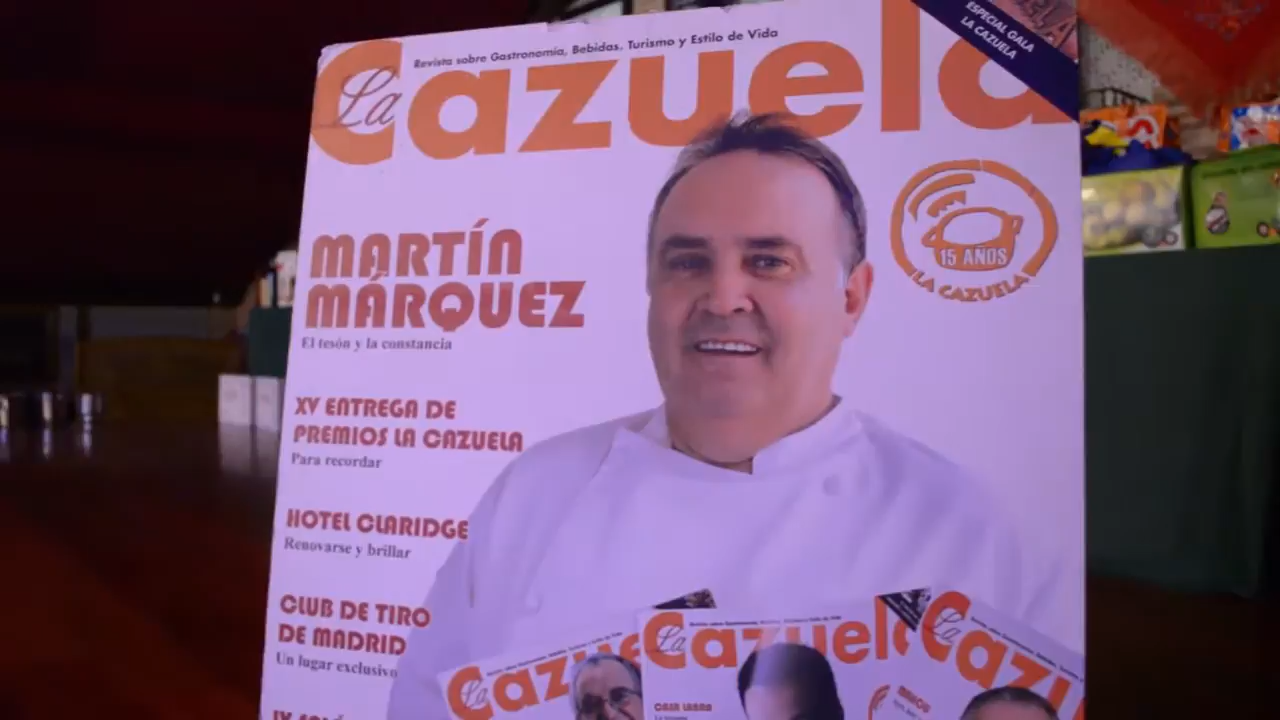 Revista sobre Gastronomía, Bebidas, Turismo y Estilo de Vida
La Cazuela
ESPECIAL GALA
LA CAZUELA
15 AÑOS
LA CAZUELA
MARTÍN
MÁRQUEZ
El tesón y la constancia
XV ENTREGA DE
PREMIOS LA CAZUELA
Para recordar
HOTEL CLARIDGE
Renovarse y brillar
CLUB DE TIRO
DE MADRID
Un lugar exclusivo
La Cazue
La Cazuela
La Cazu